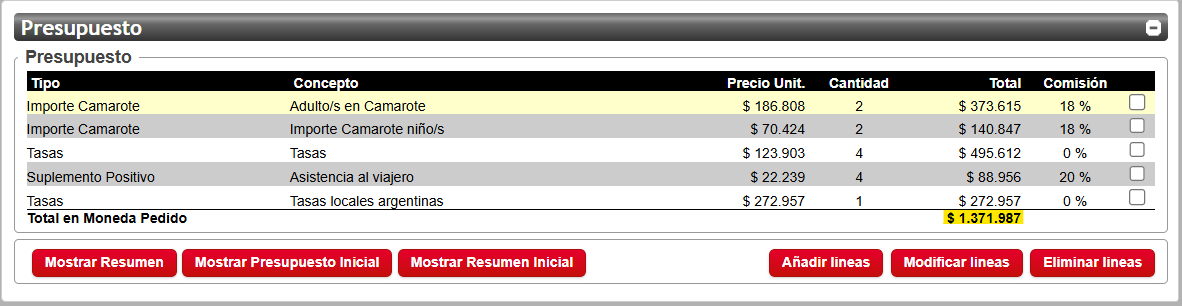 Presupuesto
Presupuesto
Tipo Concepto Precio Unit. Cantidad Total Comisión
Importe Camarote Adulto/s en Camarote $ 186.808 2 $ 373.615 18 %
Importe Camarote Importe Camarote niño/s $ 70.424 2 $ 140.847 18 %
Tasas Tasas $ 123.903 4 $ 495.612 0 %
Suplemento Positivo Asistencia al viajero $ 22.239 4 $ 88.956 20 %
Tasas Tasas locales argentinas $ 272.957 1 $ 272.957 0 %
Total en Moneda Pedido $ 1.371.987
Mostrar Resumen Mostrar Presupuesto Inicial Mostrar Resumen Inicial Añadir lineas Modificar lineas Eliminar lineas